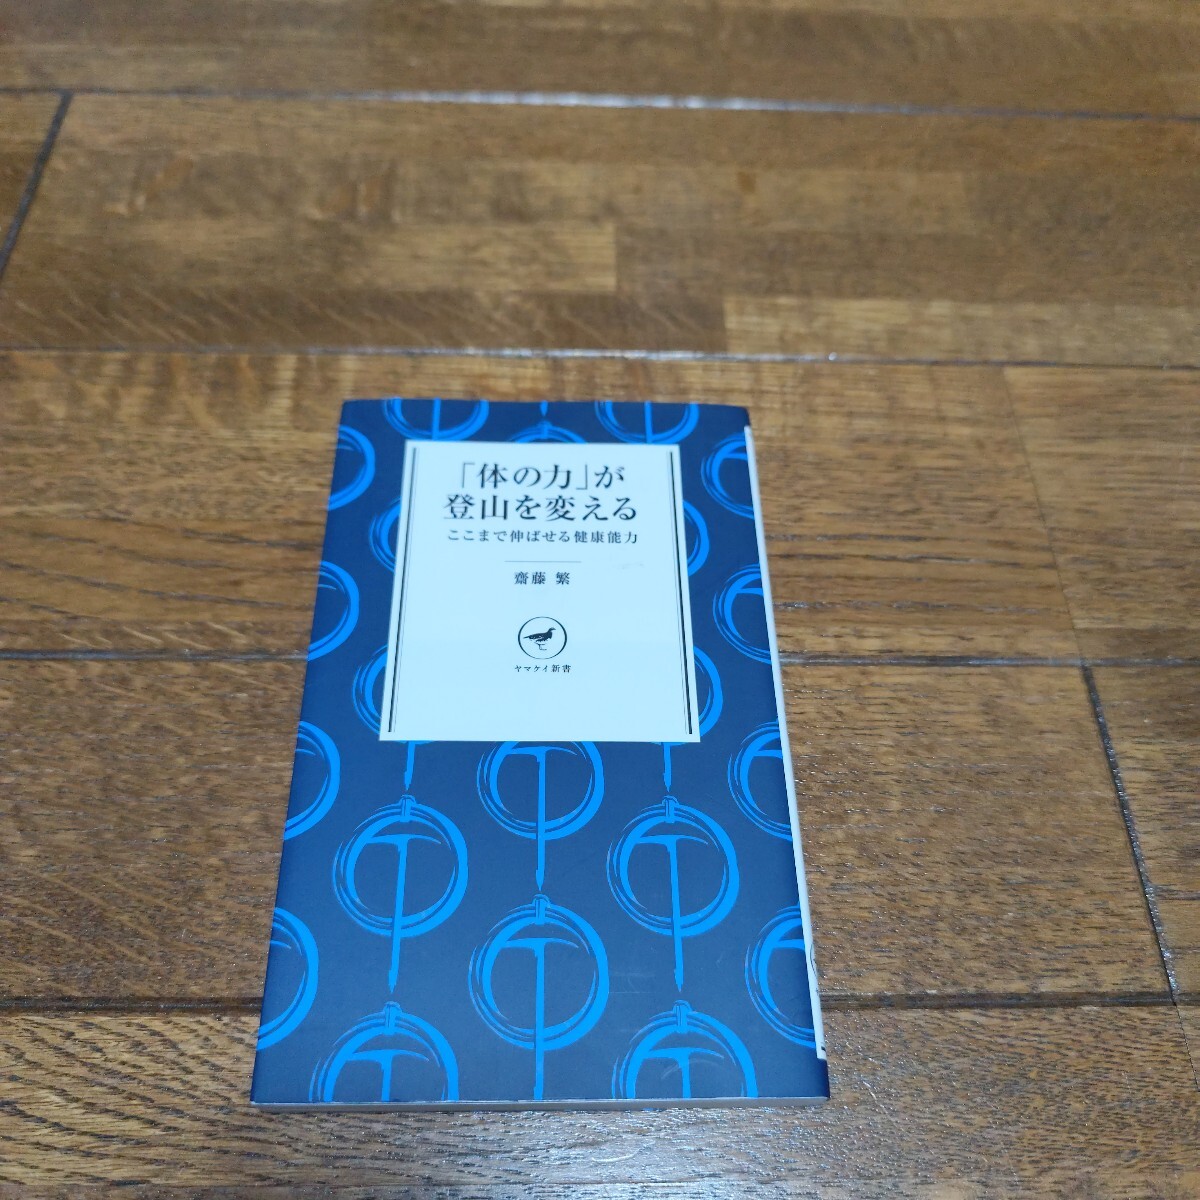 「体の力」が
登山を変える
ここまで伸ばせる健康能力
齋藤 繁
ヤマケイ新書